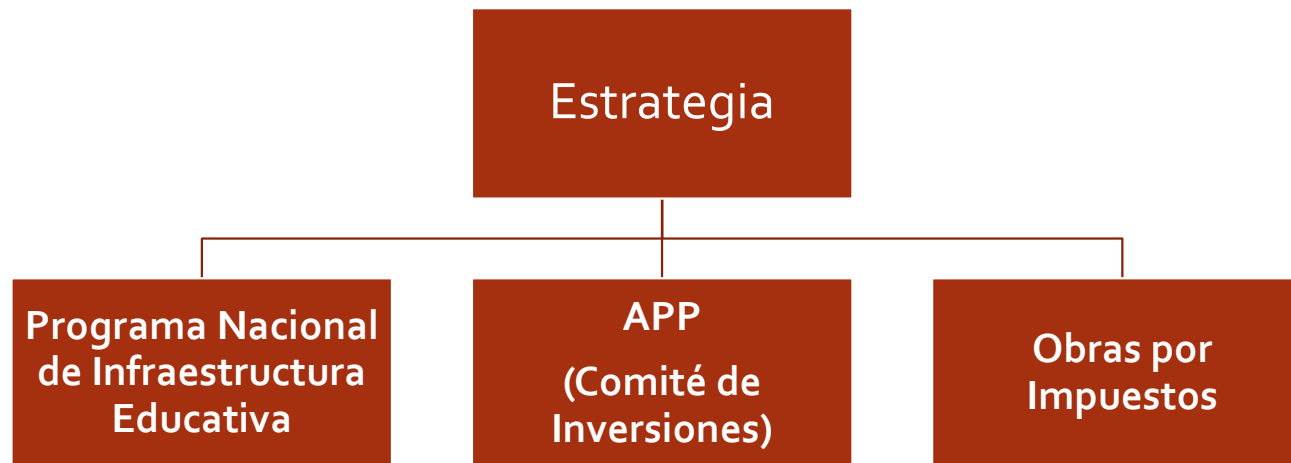 Estrategia
Programa Nacional
de Infraestructura
Educativa
APP
(Comité de
Inversiones)
Obras por
Impuestos